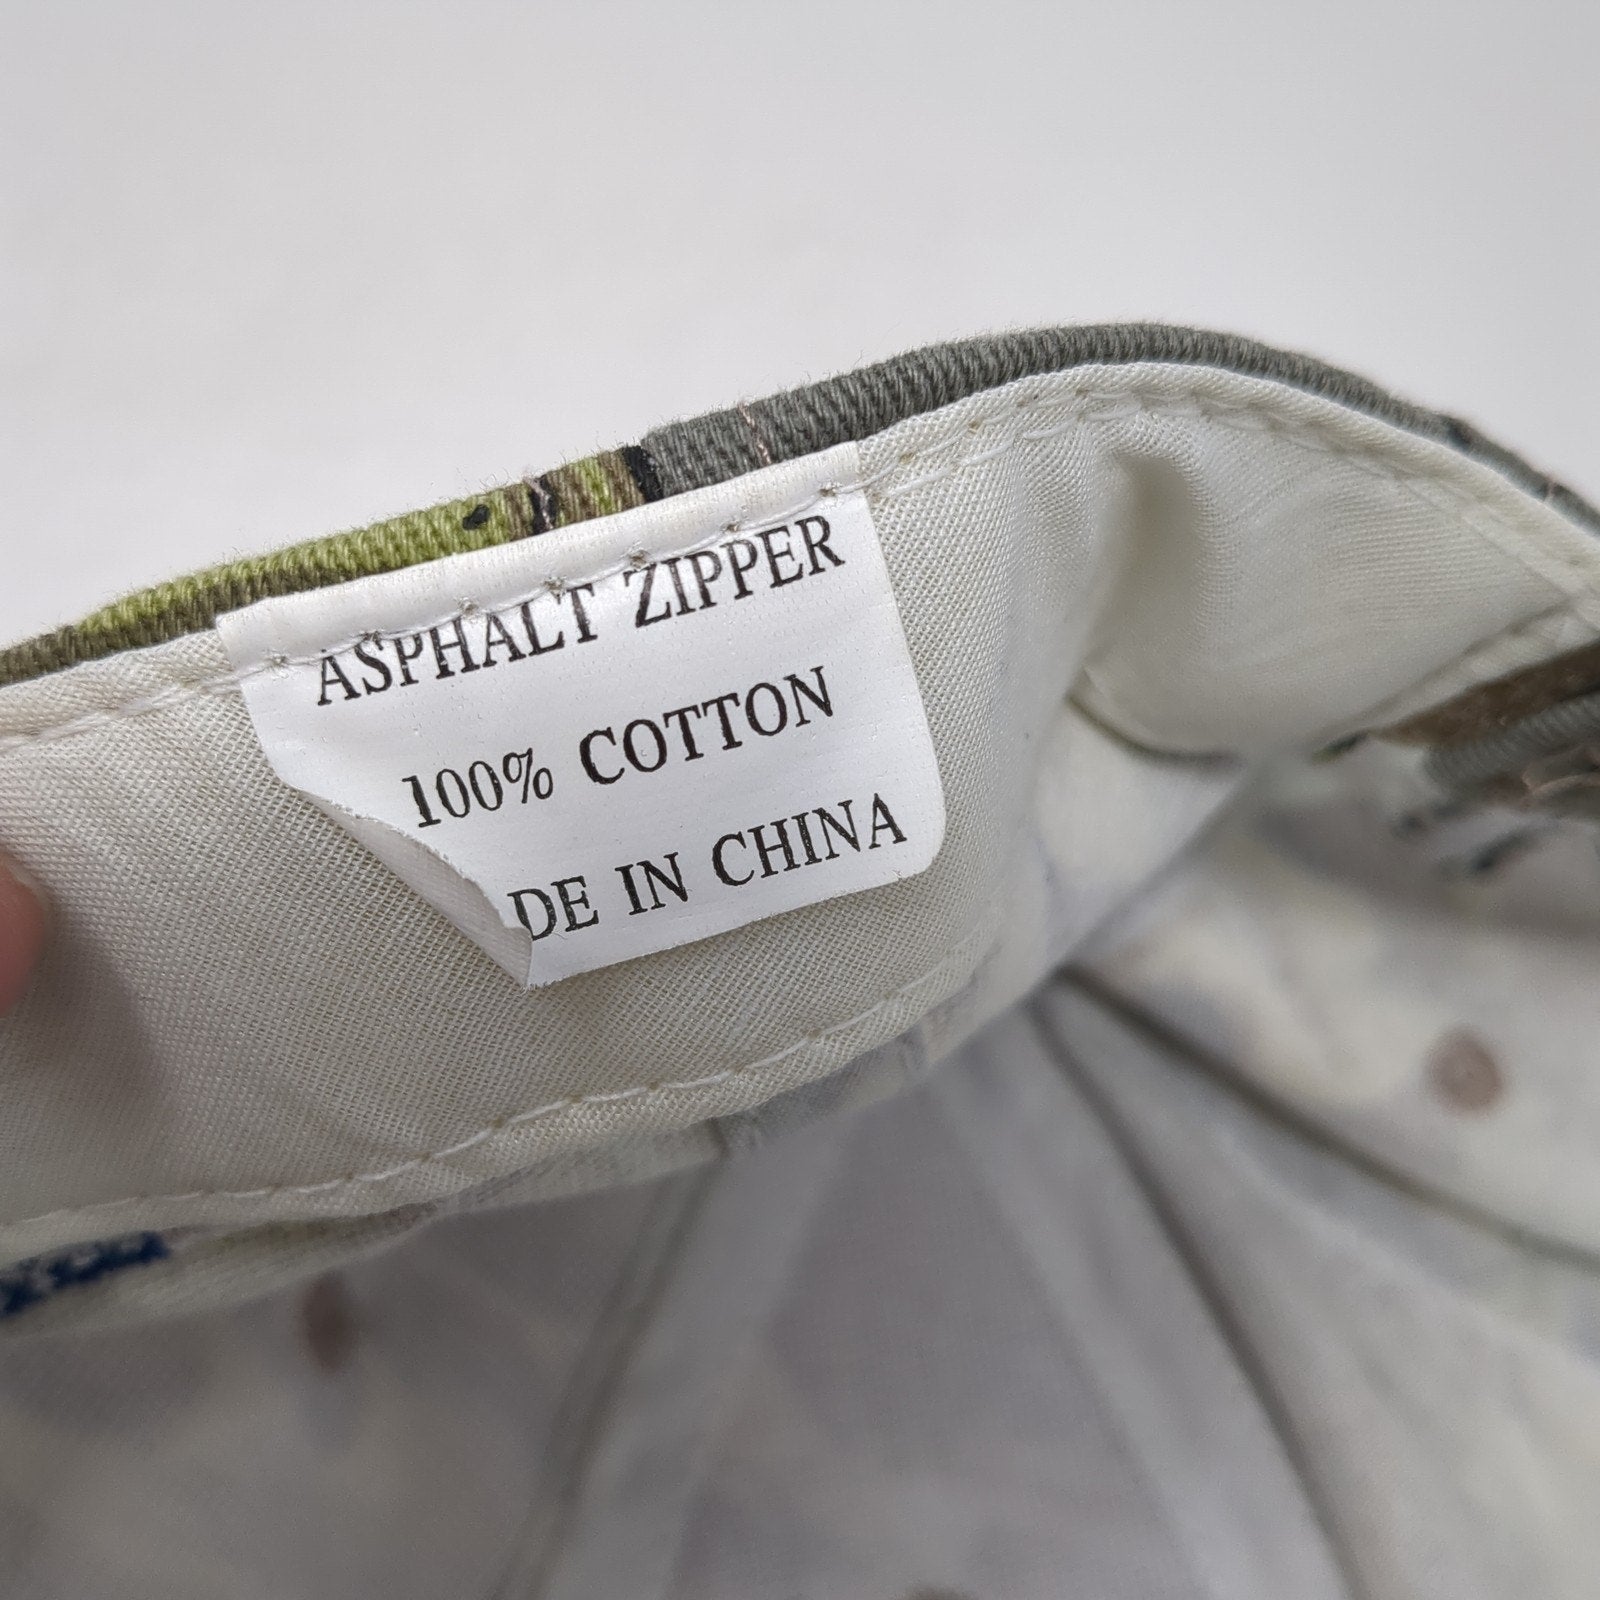 ASPHALT ZIPPER
100% COTTON
DE IN CHINA